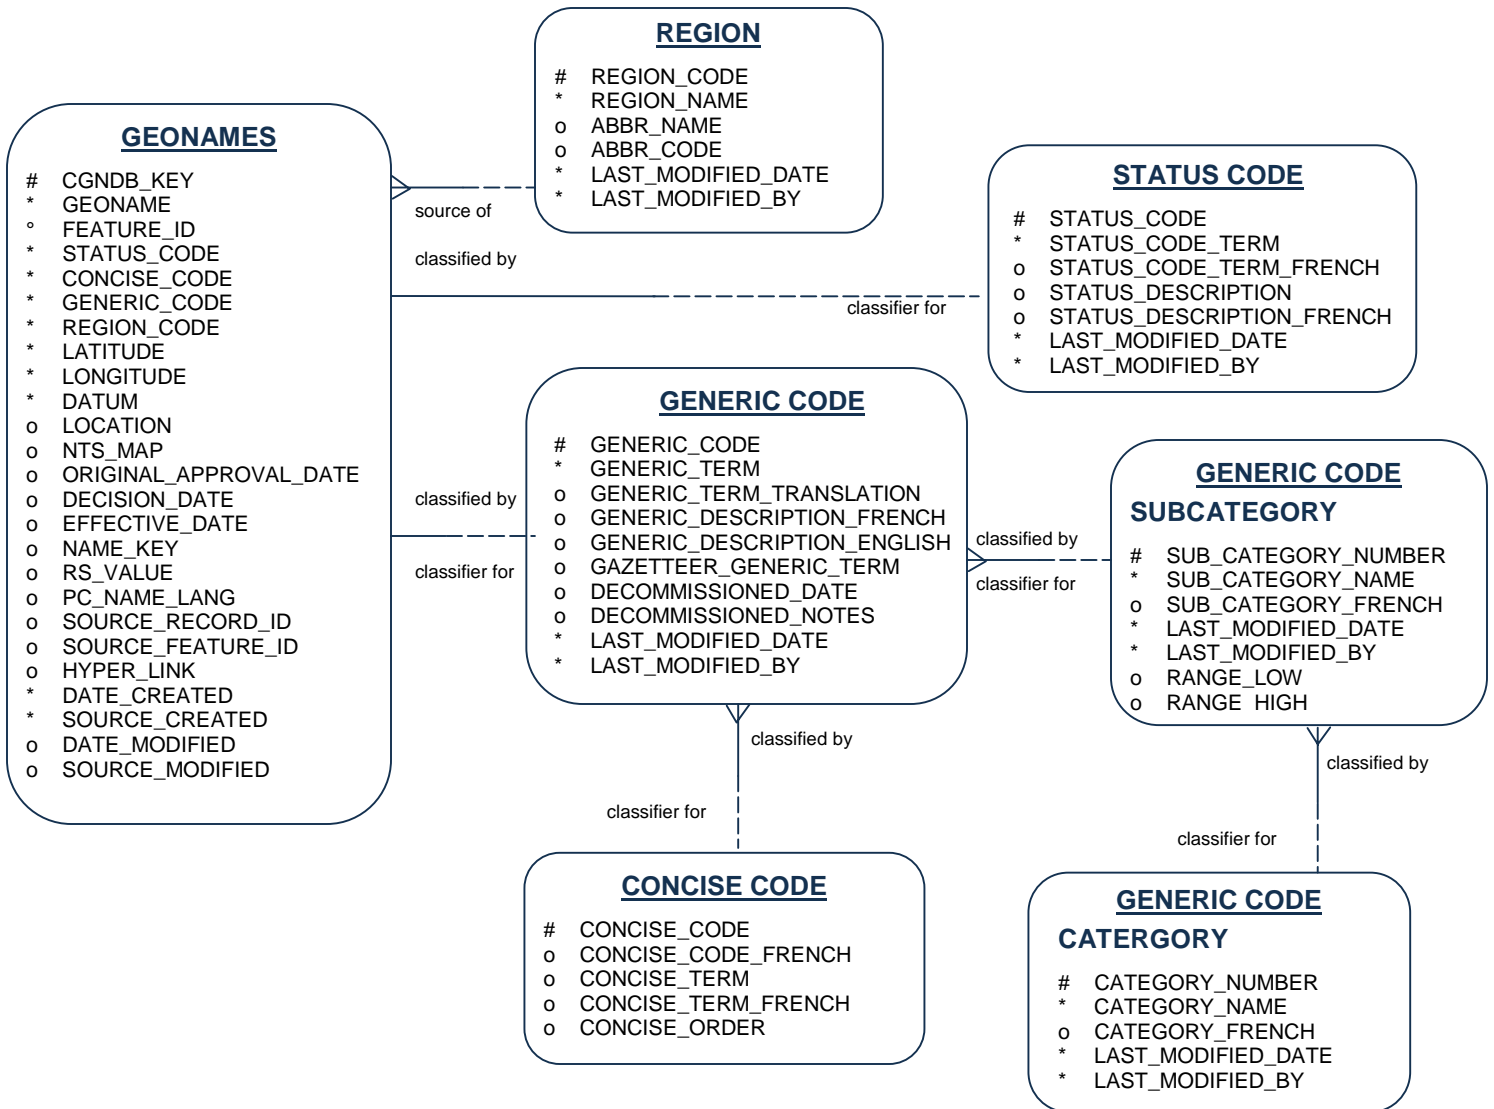 REGION
# REGION_CODE
* REGION_NAME
o ABBR_NAME
o ABBR_CODE
* LAST_MODIFIED_DATE
* LAST_MODIFIED_BY
GEONAMES
# CGNDB_KEY
* GEONAME
° FEATURE_ID
* STATUS_CODE
* CONCISE_CODE
* GENERIC_CODE
* REGION_CODE
* LATITUDE
* LONGITUDE
* DATUM
o LOCATION
o NTS_MAP
o ORIGINAL_APPROVAL_DATE
o DECISION_DATE
o EFFECTIVE_DATE
o NAME_KEY
o RS_VALUE
o PC_NAME_LANG
o SOURCE_RECORD_ID
o SOURCE_FEATURE_ID
o HYPER_LINK
* DATE_CREATED
* SOURCE_CREATED
o DATE_MODIFIED
o SOURCE_MODIFIED
source of
classified by
classifier for
STATUS CODE
# STATUS_CODE
* STATUS_CODE_TERM
o STATUS_CODE_TERM_FRENCH
o STATUS_DESCRIPTION
o STATUS_DESCRIPTION_FRENCH
* LAST_MODIFIED_DATE
* LAST_MODIFIED_BY
classified by
classifier for
GENERIC CODE
# GENERIC_CODE
* GENERIC_TERM
o GENERIC_TERM_TRANSLATION
o GENERIC_DESCRIPTION_FRENCH
o GENERIC_DESCRIPTION_ENGLISH
o GAZETTEER_GENERIC_TERM
o DECOMMISSIONED_DATE
o DECOMMISSIONED_NOTES
* LAST_MODIFIED_DATE
* LAST_MODIFIED_BY
classified by
classifier for
GENERIC CODE
SUBCATEGORY
# SUB_CATEGORY_NUMBER
* SUB_CATEGORY_NAME
o SUB_CATEGORY_FRENCH
* LAST_MODIFIED_DATE
* LAST_MODIFIED_BY
o RANGE_LOW
o RANGE_HIGH
classified by
classifier for
classified by
classifier for
CONCISE CODE
# CONCISE_CODE
o CONCISE_CODE_FRENCH
o CONCISE_TERM
o CONCISE_TERM_FRENCH
o CONCISE_ORDER
GENERIC CODE
CATERGORY
# CATEGORY_NUMBER
* CATEGORY_NAME
o CATEGORY_FRENCH
* LAST_MODIFIED_DATE
* LAST_MODIFIED_BY